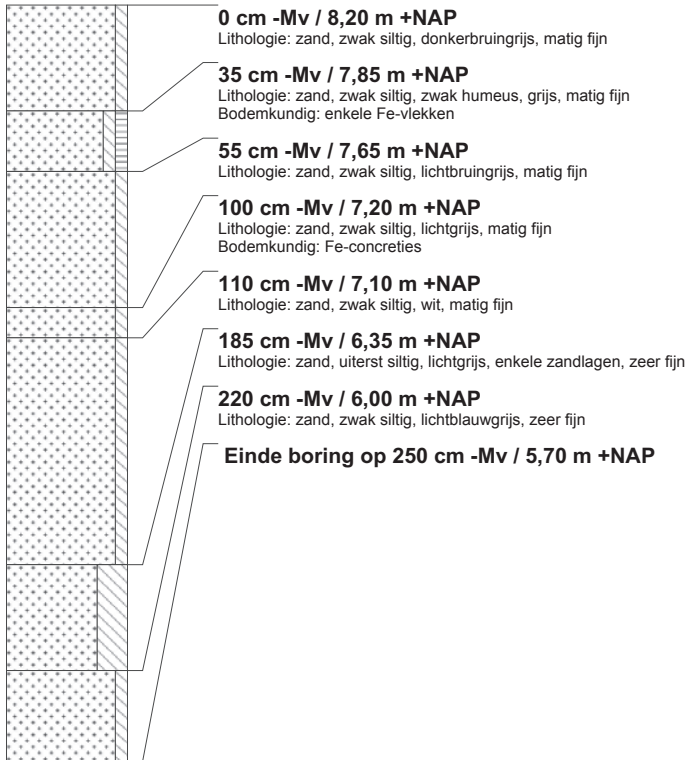 0 cm -Mv / 8,20 m +NAP
Lithologie: zand, zwak siltig, donkerbruingrijs, matig fijn
35 cm -Mv / 7,85 m +NAP
Lithologie: zand, zwak siltig, zwak humeus, grijs, matig fijn
Bodemkundig: enkele Fe-vlekken
55 cm -Mv / 7,65 m +NAP
Lithologie: zand, zwak siltig, lichtbruingrijs, matig fijn
100 cm -Mv / 7,20 m +NAP
Lithologie: zand, zwak siltig, lichtgrijs, matig fijn
Bodemkundig: Fe-concreties
110 cm -Mv / 7,10 m +NAP
Lithologie: zand, zwak siltig, wit, matig fijn
185 cm -Mv / 6,35 m +NAP
Lithologie: zand, uiterst siltig, lichtgrijs, enkele zandlagen, zeer fijn
220 cm -Mv / 6,00 m +NAP
Lithologie: zand, zwak siltig, lichtblauwgrijs, zeer fijn
Einde boring op 250 cm -Mv / 5,70 m +NAP